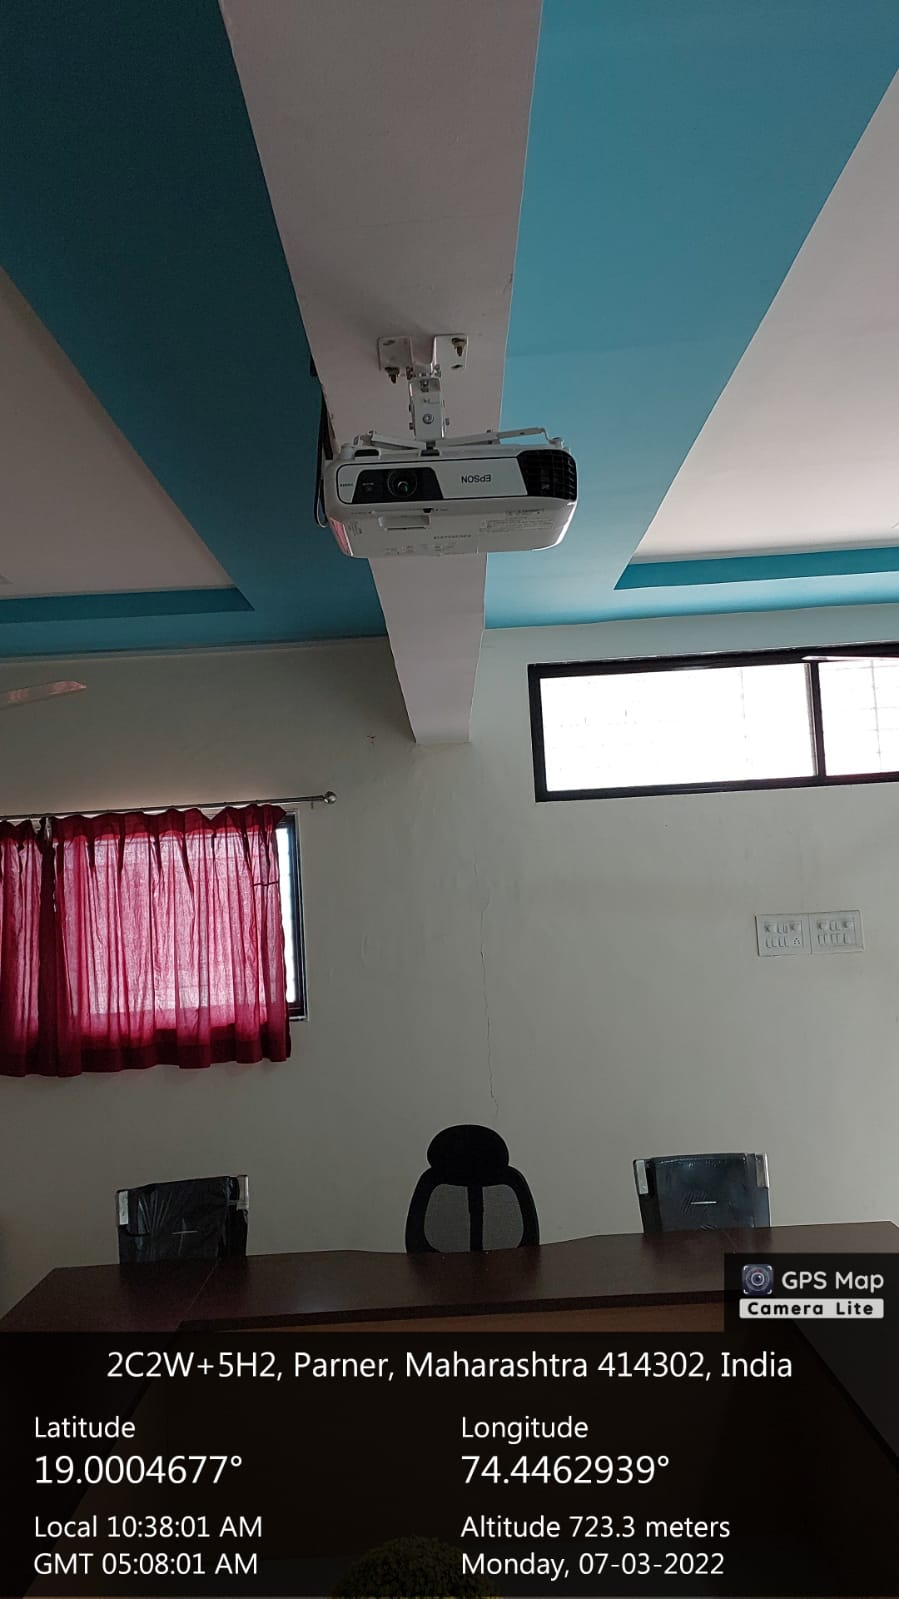 EPSON
GPS Map
Camera Lite
2C2W+5H2, Parner, Maharashtra 414302, India
Latitude
19.0004677°
Longitude
74.4462939°
Local 10:38:01 AM
GMT 05:08:01 AM
Altitude 723.3 meters
Monday, 07-03-2022